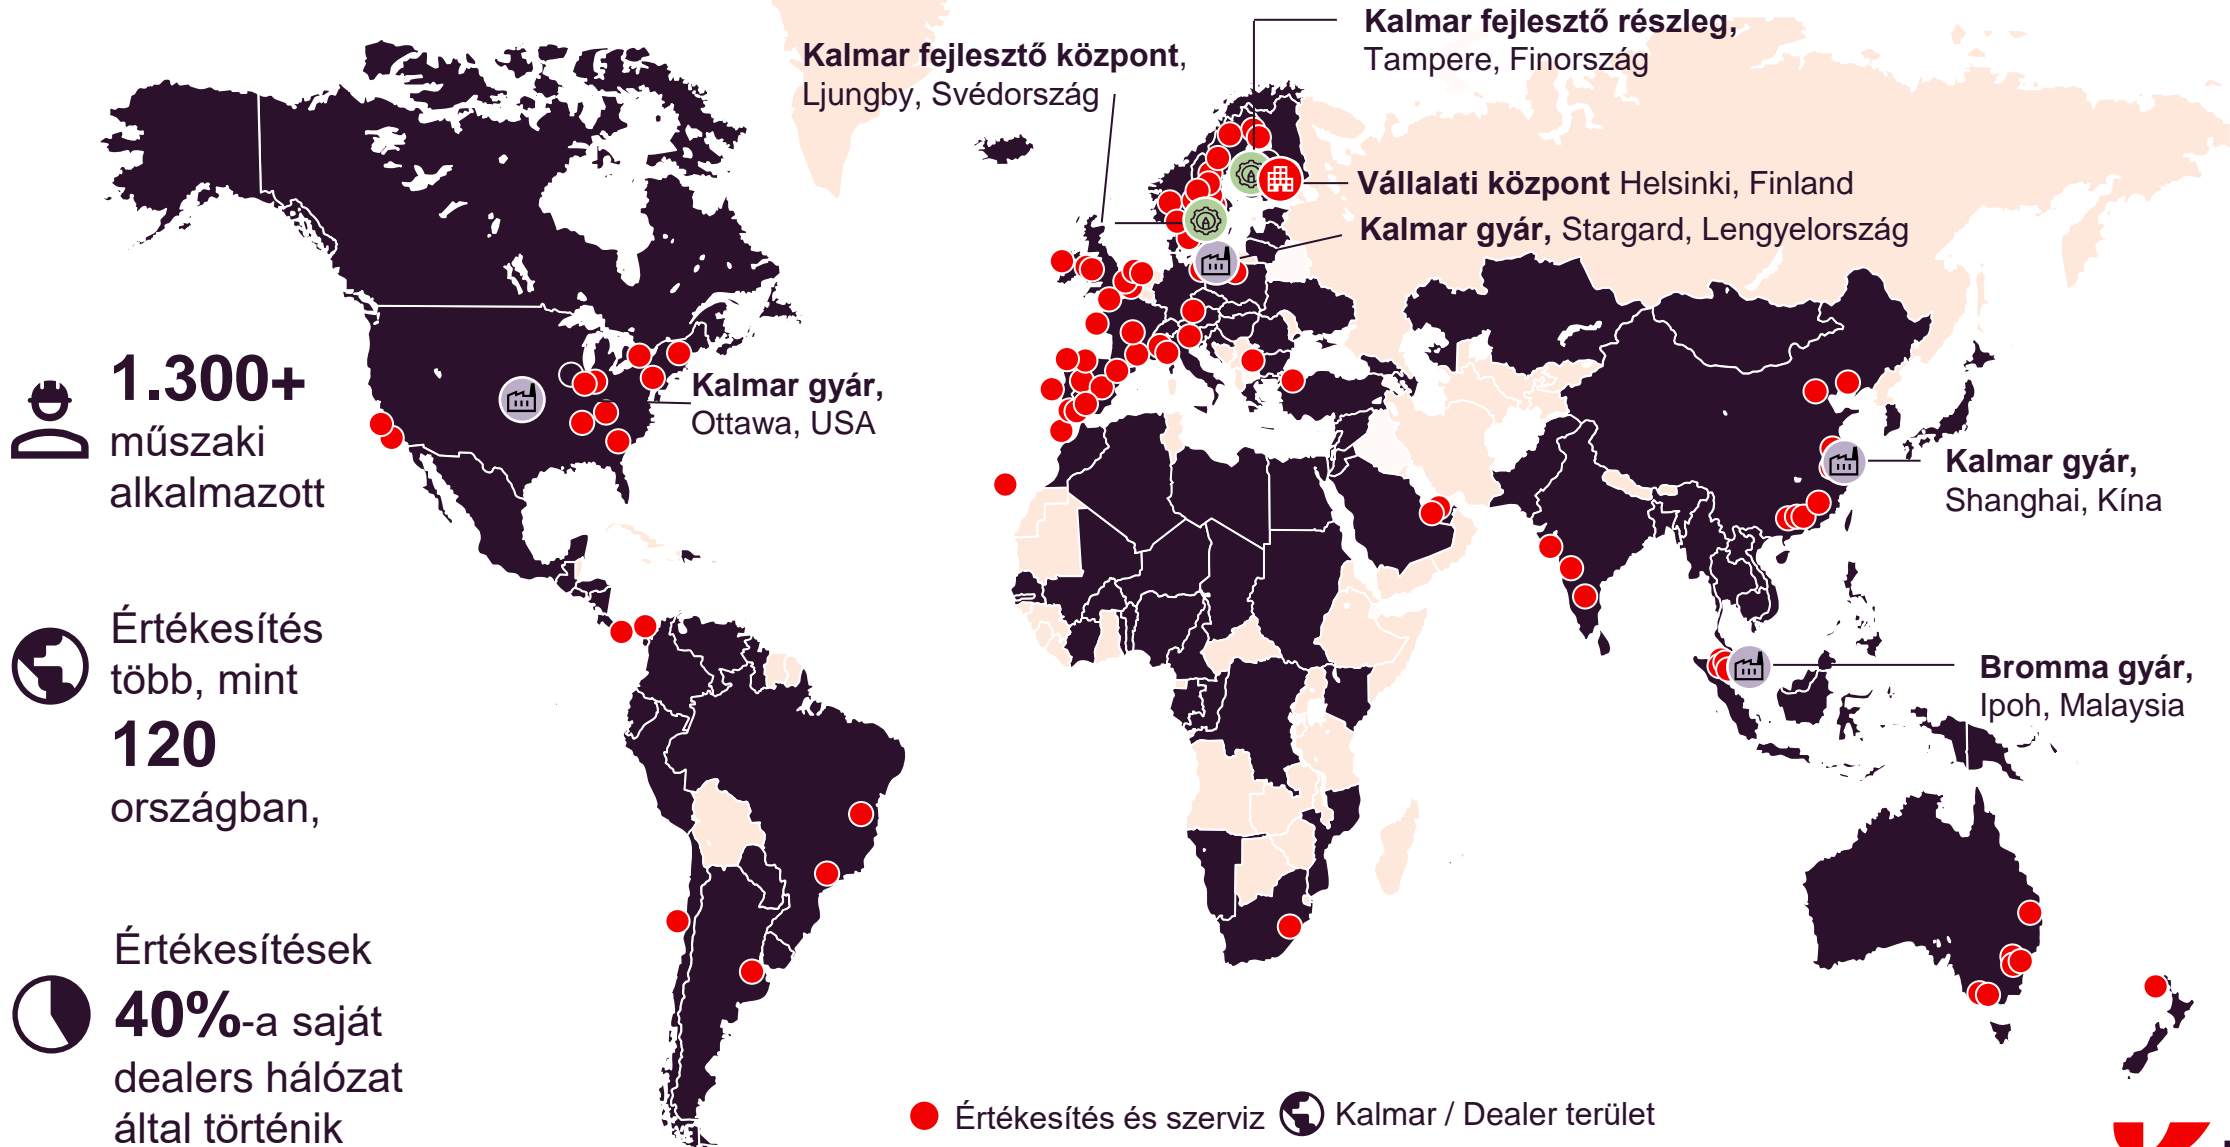 Kalmar fejlesztő részleg,
Tampere, Finország
Kalmar fejlesztő központ,
Ljungby, Svédország
Vállalati központ Helsinki, Finland
Kalmar gyár, Stargard, Lengyelország
1.300+
műszaki
alkalmazott
Kalmar gyár,
Ottawa, USA
Kalmar gyár,
Shanghai, Kína
Értékesítés
több, mint
120
országban,
Bromma gyár,
Ipoh, Malaysia
Értékesítések
40%-a saját
dealers hálózat
által történik
Értékesítés és szerviz
Kalmar / Dealer terület